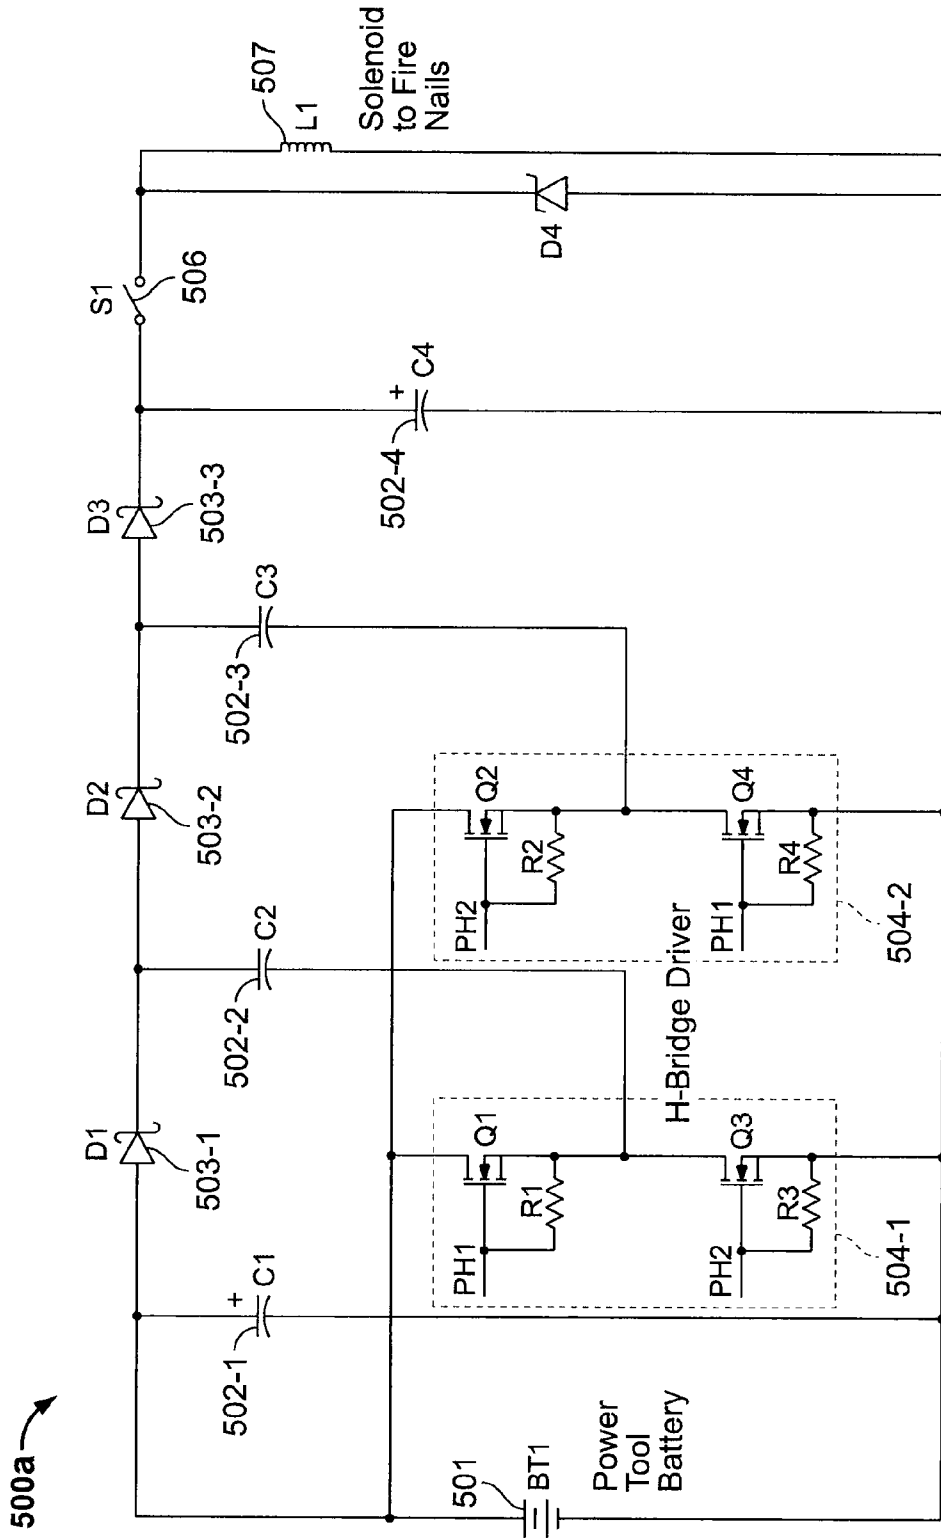 500a
501
BT1
Power
Tool
Battery
502-1
+
C1
D1
503-1
502-2
C2
D2
503-2
502-3
C3
D3
503-3
502-4
+
C4
S1
506
507
L1
Solenoid
to Fire
Nails
D4
H-Bridge Driver
PH1
R1
Q1
PH2
R3
Q3
504-1
PH2
R2
Q2
PH1
R4
Q4
504-2